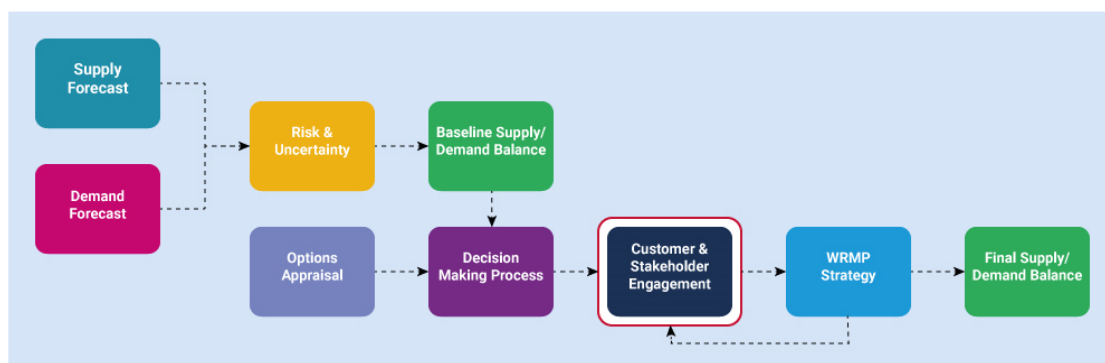 Supply
Forecast
Demand
Forecast
Risk &
Uncertainty
Baseline Supply/
Demand Balance
Options
Appraisal
Decision
Making Process
Customer &
Stakeholder
Engagement
WRMP
Strategy
Final Supply/
Demand Balance